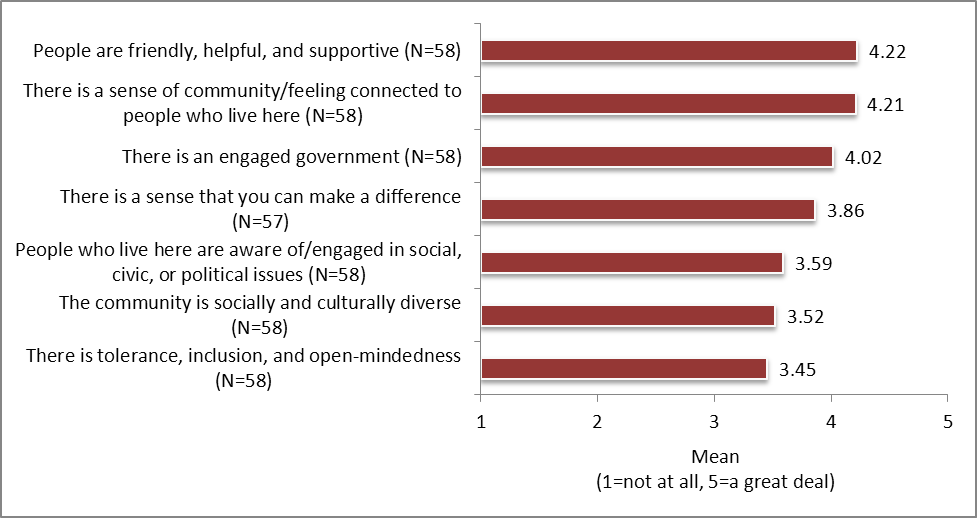 People are friendly, helpful, and supportive (N=58)
4.22
There is a sense of community/feeling connected to
people who live here (N=58)
4.21
There is an engaged government (N=58)
4.02
There is a sense that you can make a difference
(N=57)
3.86
People who live here are aware of/engaged in social,
civic, or political issues (N=58)
3.59
The community is socially and culturally diverse
(N=58)
3.52
There is tolerance, inclusion, and open-mindedness
(N=58)
3.45
1 2 3 4 5
Mean
(1=not at all, 5=a great deal)